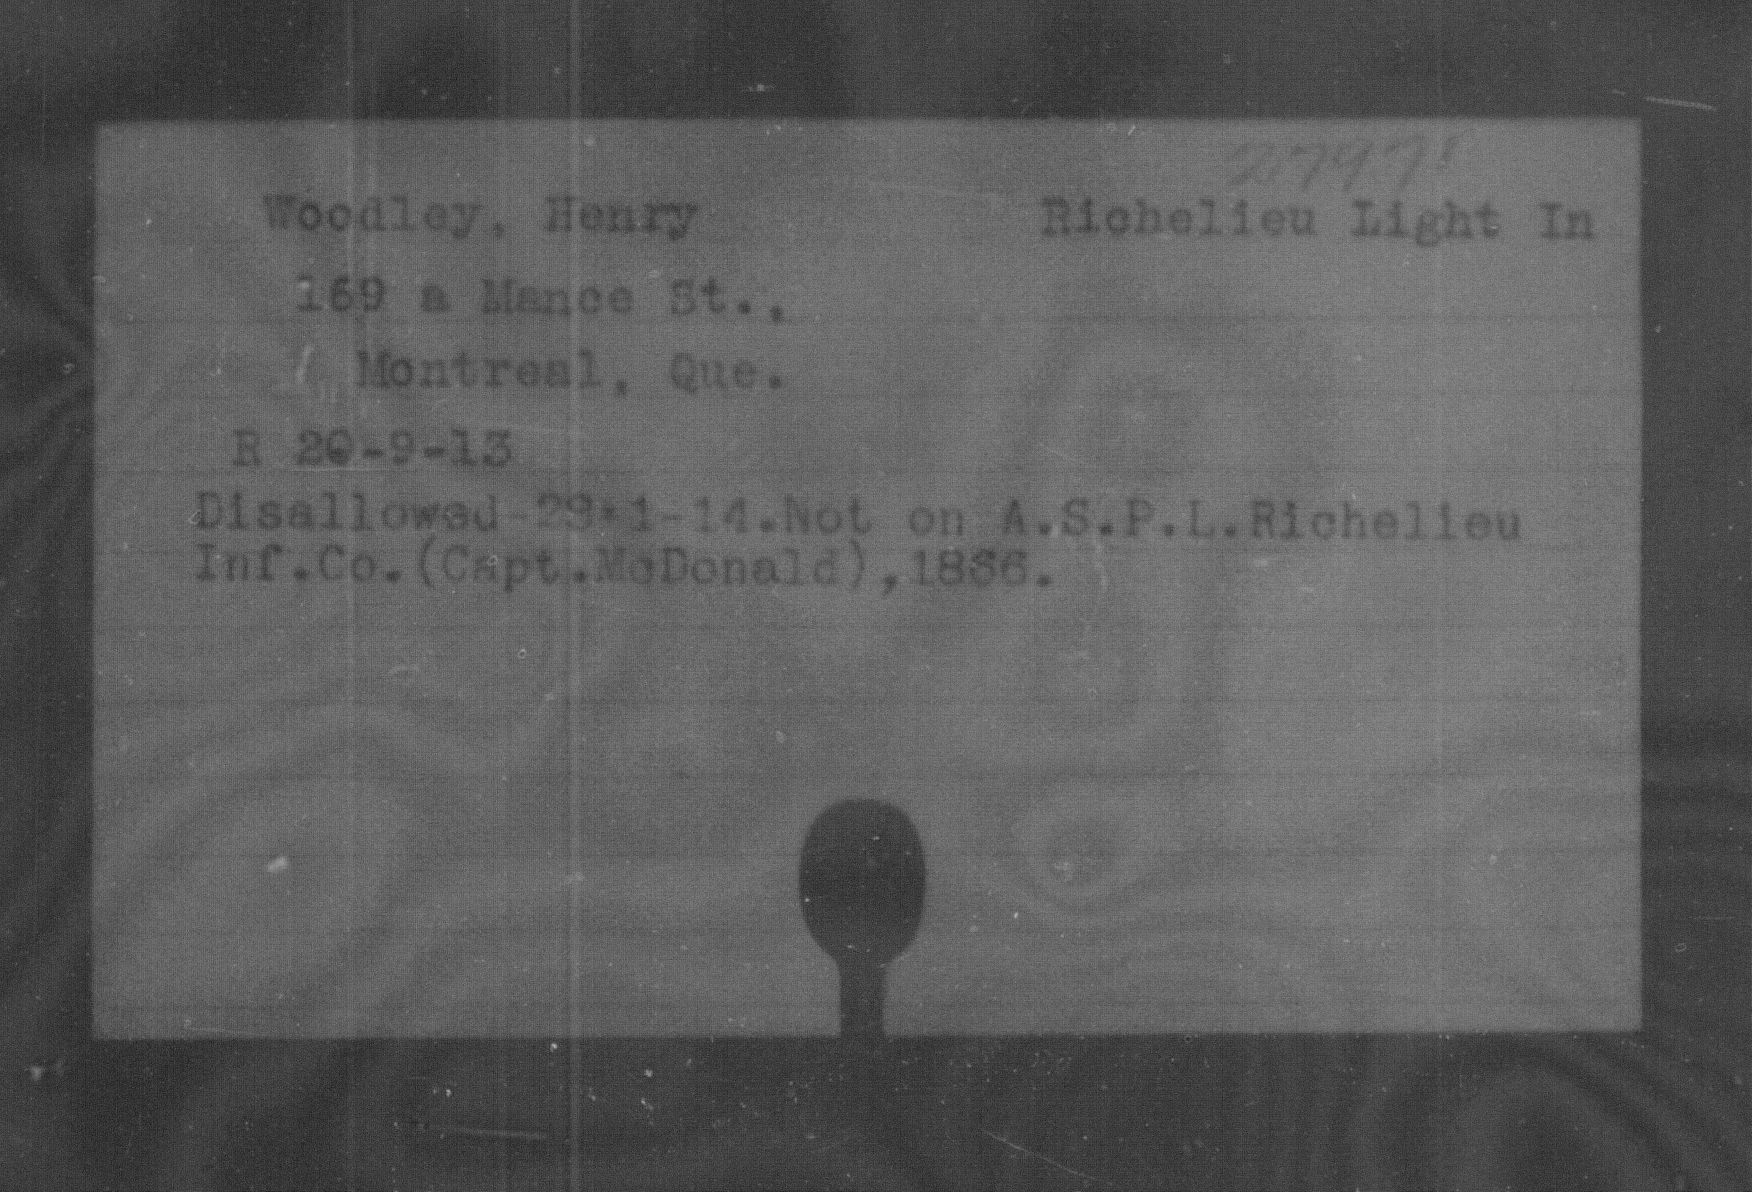 Woodley, Henry Richelieu Light In
169 a Mance St.,
Montreal, Que.
R 20-9-13
Disallowed-29-1-14.Not on A.S.P.L.Richelieu
Inf.Co.(Capt.McDonald),1866.